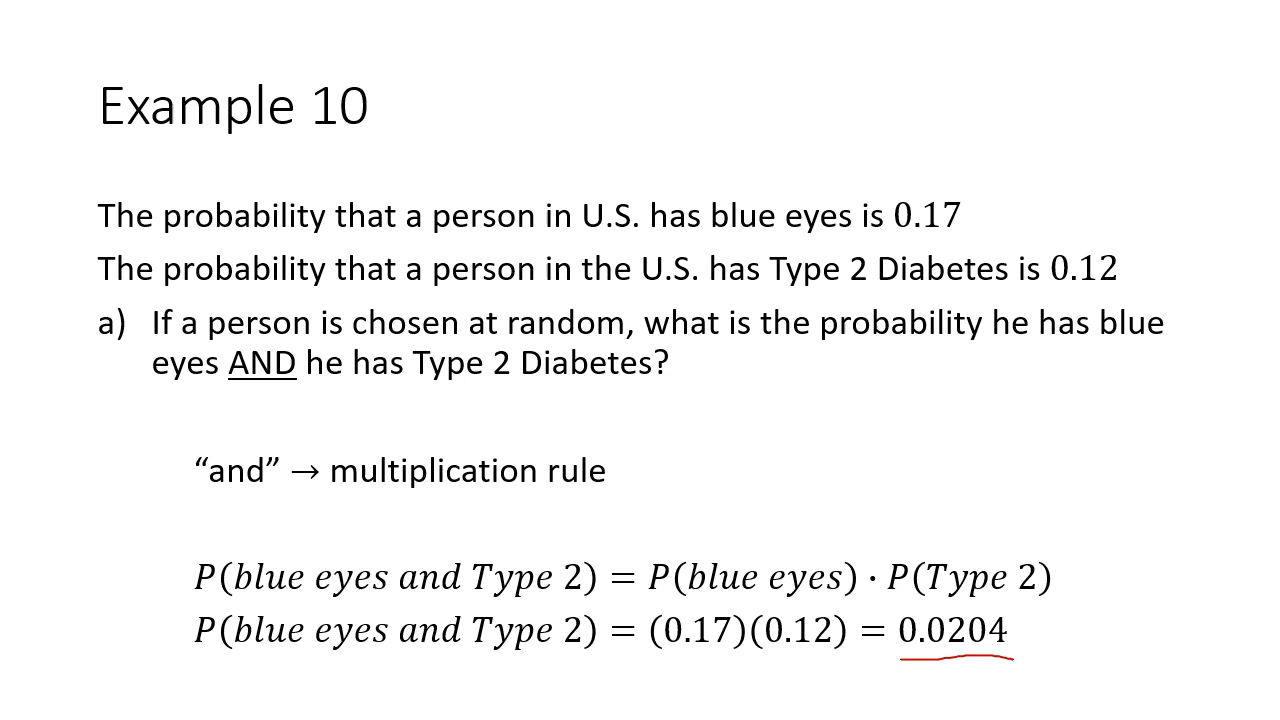 Example 10
The probability that a person in U.S. has blue eyes is 0.17
The probability that a person in the U.S. has Type 2 Diabetes is 0.12
a) If a person is chosen at random, what is the probability he has blue
eyes AND he has Type 2 Diabetes?
“and” → multiplication rule
P(blue eyes and Type 2) = P(blue eyes) · P(Type 2)
P(blue eyes and Type 2) = (0.17)(0.12) = 0.0204